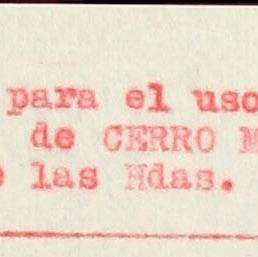 para el uso
de CERRO M
las Hdas.